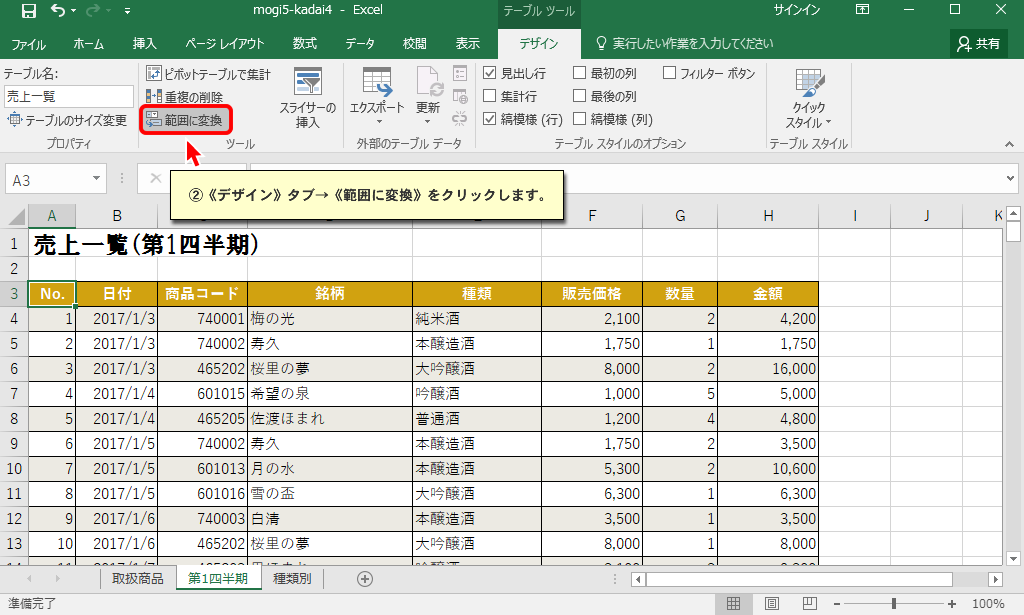 mogi5-kadai4 - Excel
テーブル ツール
サインイン
ファイル ホーム 挿入 ページ レイアウト 数式 データ 校閲 表示 デザイン 実行したい作業を入力してください 共有
テーブル名:
売上一覧
テーブルのサイズ変更
プロパティ
ピボットテーブルで集計
重複の削除
範囲に変換
ツール
スライサーの
挿入
エクスポート
更新
外部のテーブル データ
見出し行 最初の列 フィルター ボタン
集計行 最後の列
縞模様 (行) 縞模様 (列)
テーブル スタイルのオプション
クイック
スタイル
テーブル スタイル
A3
②《デザイン》タブ→《範囲に変換》をクリックします。
A B F G H I J K
1 売上一覧(第1四半期)
2
3 No. 日付 商品コード 銘柄 種類 販売価格 数量 金額
4 1 2017/1/3 740001 梅の光 純米酒 2,100 2 4,200
5 2 2017/1/3 740002 寿久 本醸造酒 1,750 1 1,750
6 3 2017/1/3 465202 桜里の夢 大吟醸酒 8,000 2 16,000
7 4 2017/1/4 601015 希望の泉 吟醸酒 1,000 5 5,000
8 5 2017/1/4 465205 佐渡ほまれ 普通酒 1,200 4 4,800
9 6 2017/1/5 740002 寿久 本醸造酒 1,750 2 3,500
10 7 2017/1/5 601013 月の水 本醸造酒 5,300 2 10,600
11 8 2017/1/5 601016 雪の盃 大吟醸酒 6,300 1 6,300
12 9 2017/1/6 740003 白清 本醸造酒 3,500 1 3,500
13 10 2017/1/6 465202 桜里の夢 大吟醸酒 8,000 1 8,000
取扱商品 第1四半期 種類別
準備完了
100%